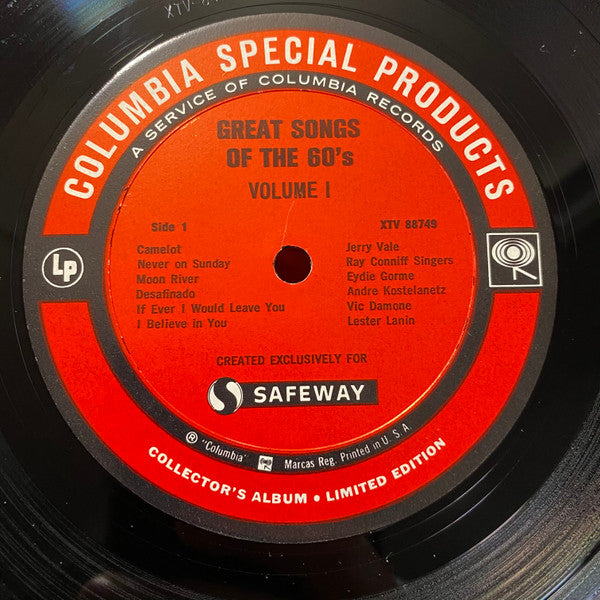 COLUMBIA SPECIAL PRODUCTS
A SERVICE OF COLUMBIA RECORDS
GREAT SONGS
OF THE 60's
VOLUME I
Side 1 XTV 88749
Camelot Jerry Vale
Never on Sunday Ray Conniff Singers
Moon River Eydie Gorme
Desafinado Andre Kostelanetz
If Ever I Would Leave You Vic Damone
I Believe in You Lester Lanin
LP
CREATED EXCLUSIVELY FOR
SAFEWAY
® "Columbia" Marcas Reg. Printed in U. S. A.
COLLECTOR'S ALBUM • LIMITED EDITION